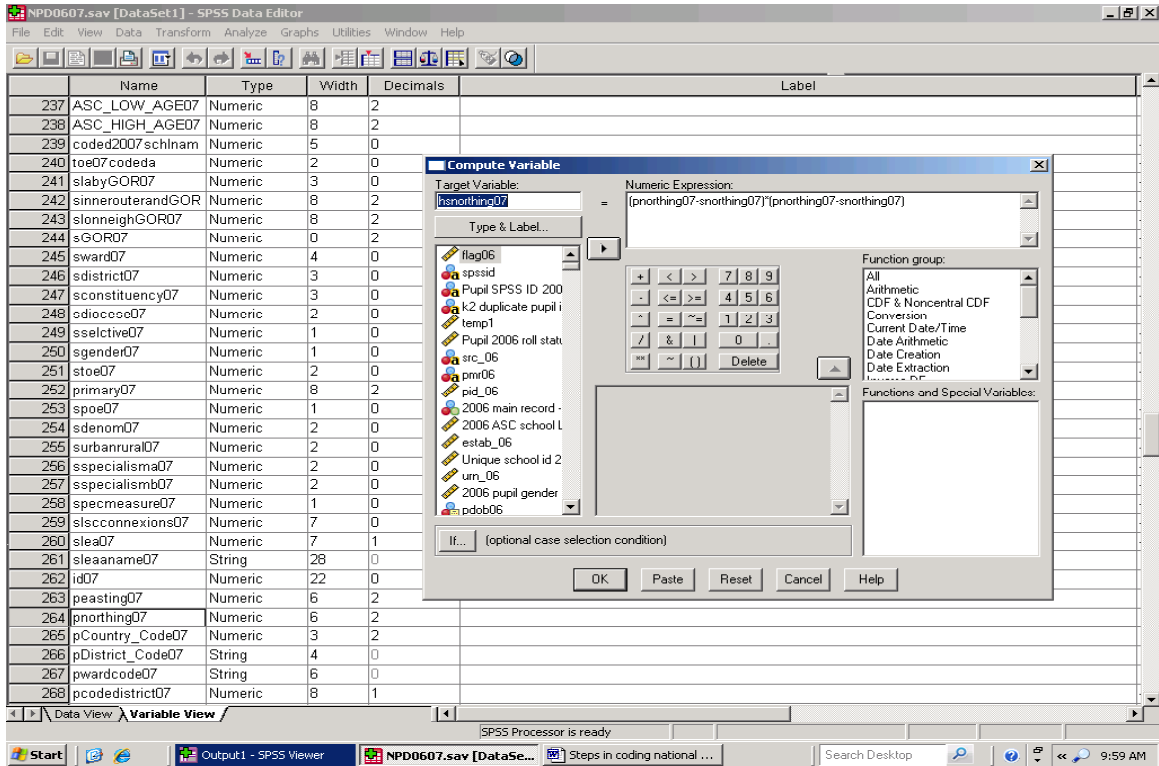 NPD0607.sav [DataSet1] - SPSS Data Editor
File Edit View Data Transform Analyze Graphs Utilities Window Help
Name Type Width Decimals Label
237 ASC_LOW_AGE07 Numeric 8 2
238 ASC_HIGH_AGE07 Numeric 8 2
239 coded2007schlnam Numeric 5 0
240 toe07codeda Numeric 2 0
241 slabyGOR07 Numeric 3 0
242 sinnerouterandGOR Numeric 8 2
243 slonneighGOR07 Numeric 8 2
244 sGOR07 Numeric 0 2
245 sward07 Numeric 4 0
246 sdistrict07 Numeric 3 0
247 sconstituency07 Numeric 3 0
248 sdiocese07 Numeric 2 0
249 sselctive07 Numeric 1 0
250 sgender07 Numeric 1 0
251 stoe07 Numeric 2 0
252 primary07 Numeric 8 2
253 spoe07 Numeric 1 0
254 sdenom07 Numeric 2 0
255 surbanrural07 Numeric 2 0
256 sspecialisma07 Numeric 2 0
257 sspecialismb07 Numeric 2 0
258 specmeasure07 Numeric 1 0
259 slscconnexions07 Numeric 7 0
260 slea07 Numeric 7 1
261 sleaaname07 String 28 0
262 id07 Numeric 22 0
263 peasting07 Numeric 6 2
264 pnorthing07 Numeric 6 2
265 pCountry_Code07 Numeric 3 2
266 pDistrict_Code07 String 4 0
267 pwardcode07 String 6 0
268 pcodedistrict07 Numeric 8 1
Compute Variable
Target Variable:
hsnorthing07
=
Numeric Expression:
(pnorthing07-snorthing07)*(pnorthing07-snorthing07)
Type & Label...
flag06
spssid
Pupil SPSS ID 200
k2 duplicate pupil i
temp1
Pupil 2006 roll statu
src_06
pmr06
pid_06
2006 main record -
2006 ASC school L
estab_06
Unique school id 2
urn_06
2006 pupil gender
pdob06
+ < > 7 8 9
- <= >= 4 5 6
* = ~= 1 2 3
/ & | 0 .
** ~ () Delete
Function group:
All
Arithmetic
CDF & Noncentral CDF
Conversion
Current Date/Time
Date Arithmetic
Date Creation
Date Extraction
Inverse DF
Functions and Special Variables:
If... (optional case selection condition)
OK Paste Reset Cancel Help
Data View Variable View
SPSS Processor is ready
Start Output1 - SPSS Viewer NPD0607.sav [DataSe... Steps in coding national ... Search Desktop 9:59 AM